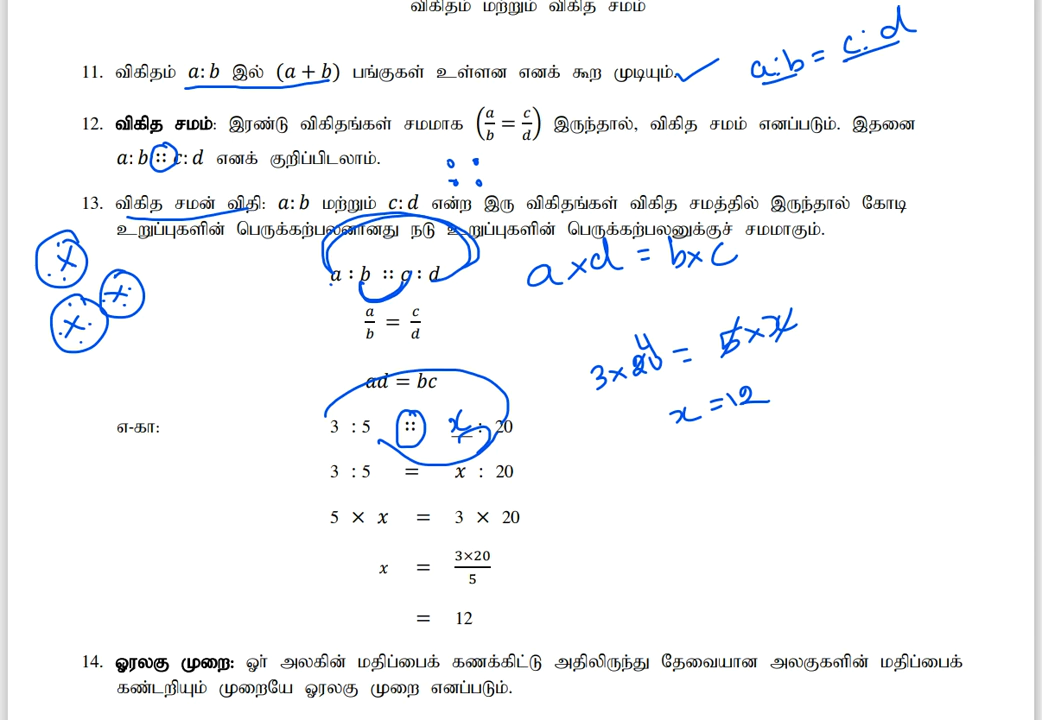 விகிதம் மற்றும் விகித சமம்
11. விகிதம் a:b இல் (a + b) பங்குகள் உள்ளன எனக் கூற முடியும்.
a:b = c:d
12. விகித சமம்: இரண்டு விகிதங்கள் சமமாக (a/b = c/d) இருந்தால், விகித சமம் எனப்படும். இதனை
a:b :: c:d எனக் குறிப்பிடலாம்.
13. விகித சமன் விதி: a:b மற்றும் c:d என்ற இரு விகிதங்கள் விகித சமத்தில் இருந்தால் கோடி
உறுப்புகளின் பெருக்கற்பலனானது நடு உறுப்புகளின் பெருக்கற்பலனுக்குச் சமமாகும்.
a : b :: c : d
a×d = b×c
a/b = c/d
3×20 = 5×x
4
ad = bc
x = 12
எ-கா: 3 : 5 :: x : 20
3 : 5 = x : 20
5 × x = 3 × 20
x = 3×20/5
= 12
14. ஓரலகு முறை: ஓர் அலகின் மதிப்பைக் கணக்கிட்டு அதிலிருந்து தேவையான அலகுகளின் மதிப்பைக்
கண்டறியும் முறையே ஓரலகு முறை எனப்படும்.